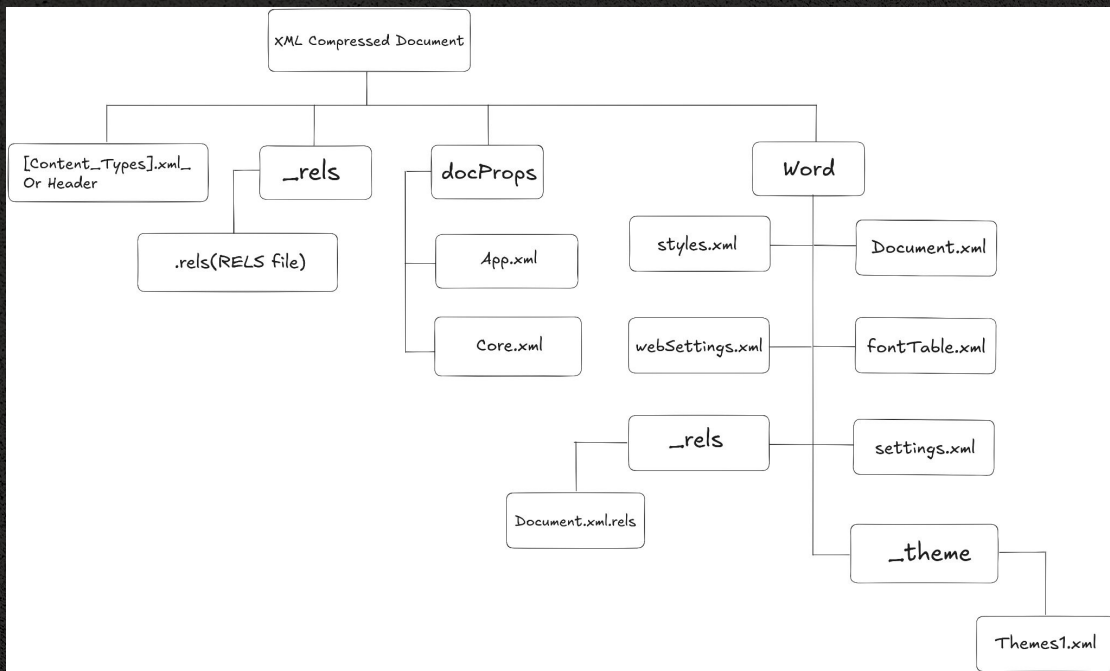 XML Compressed Document
[Content_Types].xml_
Or Header
_rels
docProps
Word
.rels(RELS file)
App.xml
Core.xml
styles.xml
Document.xml
webSettings.xml
fontTable.xml
_rels
settings.xml
Document.xml.rels
_theme
Themes1.xml